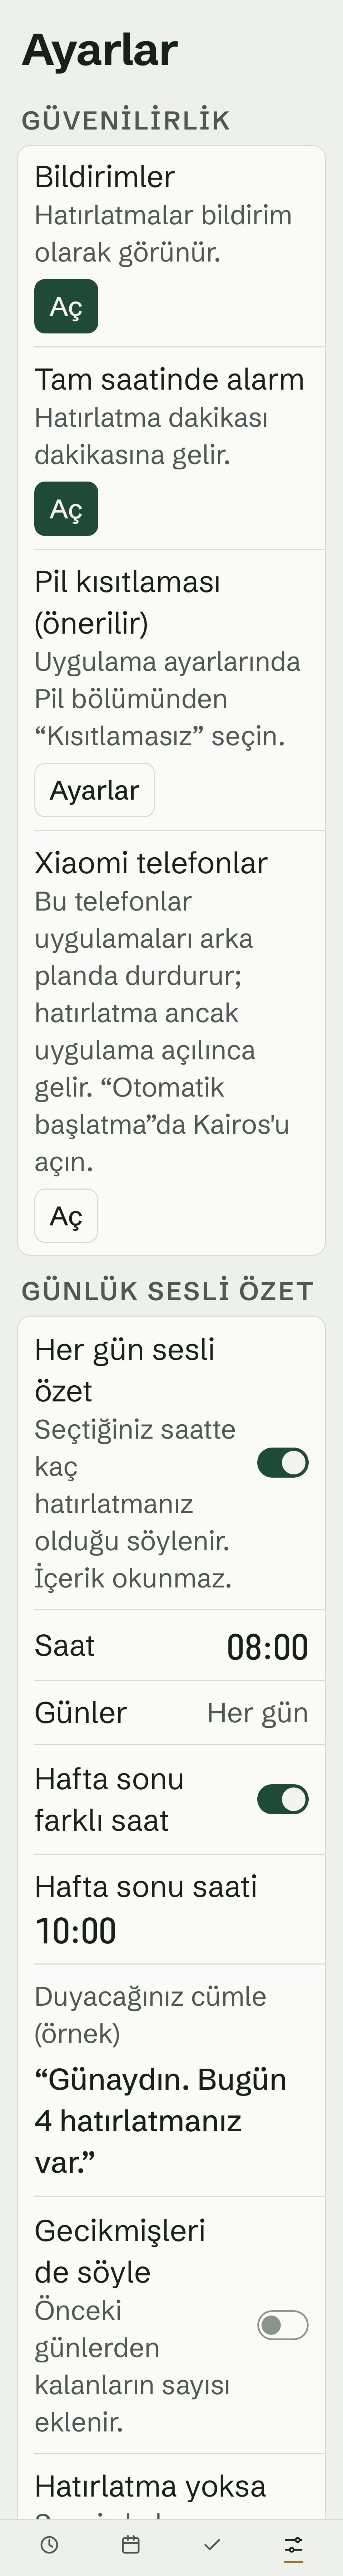 Ayarlar
GÜVENİLİRLİK
Bildirimler
Hatırlatmalar bildirim
olarak görünür.
Aç
Tam saatinde alarm
Hatırlatma dakikası
dakikasına gelir.
Aç
Pil kısıtlaması
(önerilir)
Uygulama ayarlarında
Pil bölümünden
“Kısıtlamasız” seçin.
Ayarlar
Xiaomi telefonlar
Bu telefonlar
uygulamaları arka
planda durdurur;
hatırlatma ancak
uygulama açılınca
gelir. “Otomatik
başlatma”da Kairos'u
açın.
Aç
GÜNLÜK SESLİ ÖZET
Her gün sesli
özet
Seçtiğiniz saatte
kaç
hatırlatmanız
olduğu söylenir.
İçerik okunmaz.
Saat 08:00
Günler Her gün
Hafta sonu
farklı saat
Hafta sonu saati
10:00
Duyacağınız cümle
(örnek)
“Günaydın. Bugün
4 hatırlatmanız
var.”
Gecikmişleri
de söyle
Önceki
günlerden
kalanların sayısı
eklenir.
Hatırlatma yoksa